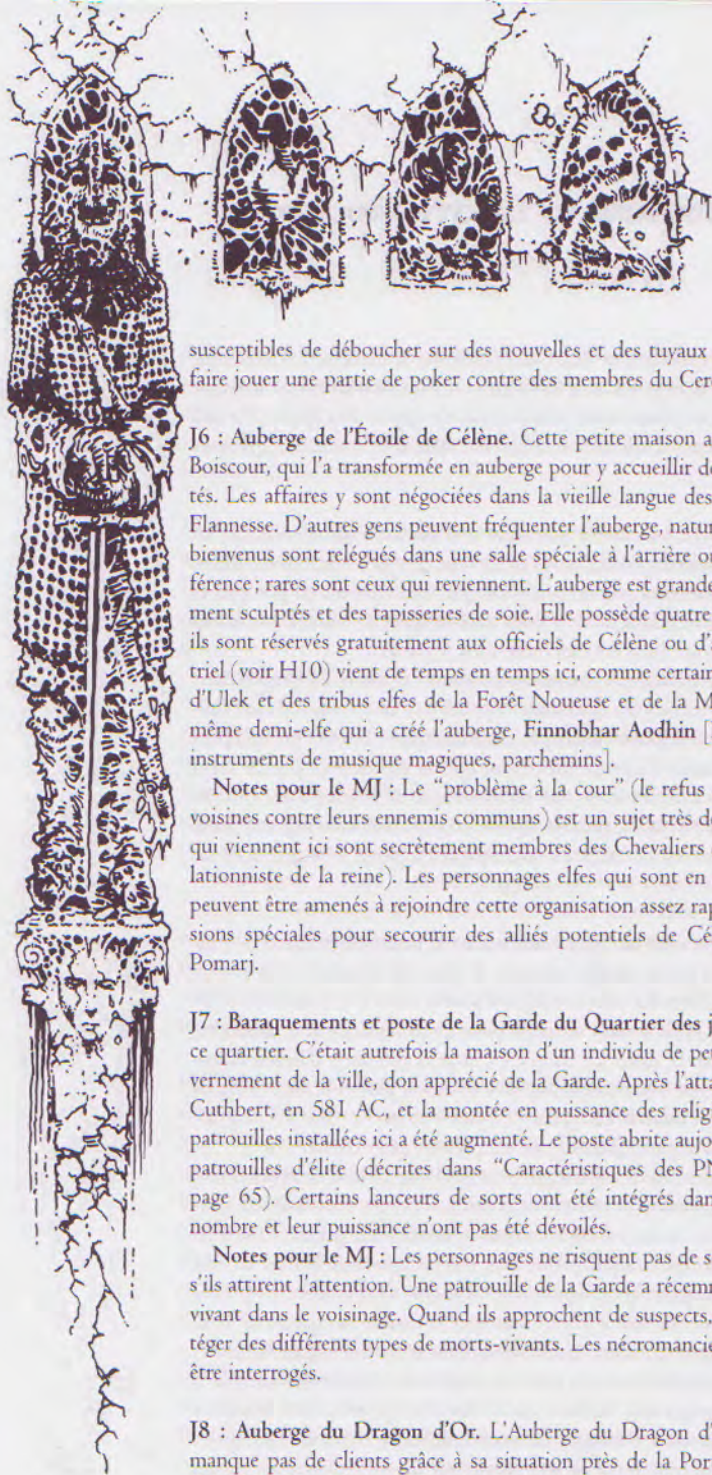 susceptibles de déboucher sur des nouvelles et des tuyaux
faire jouer une partie de poker contre des membres du Cer
J6 : Auberge de l'Étoile de Célène. Cette petite maison a
Boiscour, qui l'a transformée en auberge pour y accueillir de
tés. Les affaires y sont négociées dans la vieille langue des
Flannesse. D'autres gens peuvent fréquenter l'auberge, natur
bienvenus sont relégués dans une salle spéciale à l'arrière or
férence ; rares sont ceux qui reviennent. L'auberge est grande
ment sculptés et des tapisseries de soie. Elle possède quatre
ils sont réservés gratuitement aux officiels de Célène ou d'
triel (voir H10) vient de temps en temps ici, comme certain
d'Ulek et des tribus elfes de la Forêt Noueuse et de la M
même demi-elfe qui a créé l'auberge, Finnobhar Aodhin [
instruments de musique magiques, parchemins].
Notes pour le MJ : Le "problème à la cour" (le refus
voisines contre leurs ennemis communs) est un sujet très dé
qui viennent ici sont secrètement membres des Chevaliers
lationniste de la reine). Les personnages elfes qui sont en
peuvent être amenés à rejoindre cette organisation assez rap
sions spéciales pour secourir des alliés potentiels de Cé
Pomarj.
J7 : Baraquements et poste de la Garde du Quartier des j
ce quartier. C'était autrefois la maison d'un individu de pe
vernement de la ville, don apprécié de la Garde. Après l'atta
Cuthbert, en 581 AC, et la montée en puissance des relig
patrouilles installées ici a été augmenté. Le poste abrite aujo
patrouilles d'élite (décrites dans "Caractéristiques des PN
page 65). Certains lanceurs de sorts ont été intégrés dan
nombre et leur puissance n'ont pas été dévoilés.
Notes pour le MJ : Les personnages ne risquent pas de s
s'ils attirent l'attention. Une patrouille de la Garde a récemm
vivant dans le voisinage. Quand ils approchent de suspects,
téger des différents types de morts-vivants. Les nécromancie
être interrogés.
J8 : Auberge du Dragon d'Or. L'Auberge du Dragon d'
manque pas de clients grâce à sa situation près de la Por